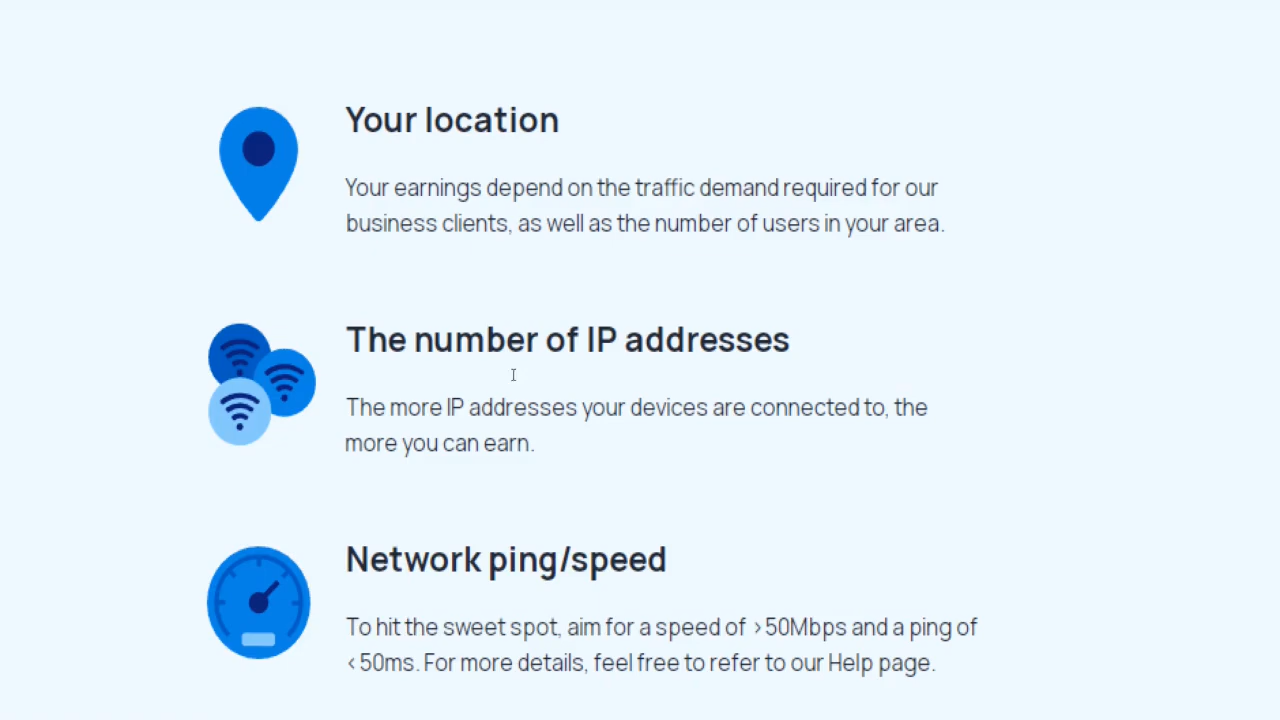 Your location
Your earnings depend on the traffic demand required for our
business clients, as well as the number of users in your area.
The number of IP addresses
The more IP addresses your devices are connected to, the
more you can earn.
Network ping/speed
To hit the sweet spot, aim for a speed of >50Mbps and a ping of
<50ms. For more details, feel free to refer to our Help page.